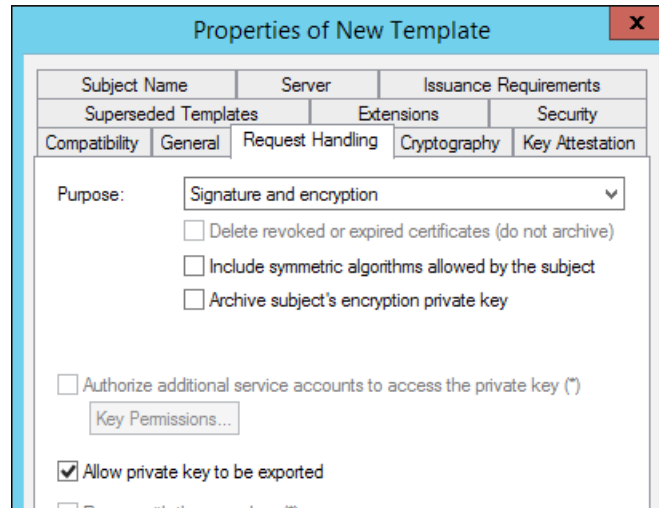 Properties of New Template
x
Subject Name Server Issuance Requirements
Superseded Templates Extensions Security
Compatibility General Request Handling Cryptography Key Attestation
Purpose: Signature and encryption
Delete revoked or expired certificates (do not archive)
Include symmetric algorithms allowed by the subject
Archive subject's encryption private key
Authorize additional service accounts to access the private key (*)
Key Permissions...
Allow private key to be exported